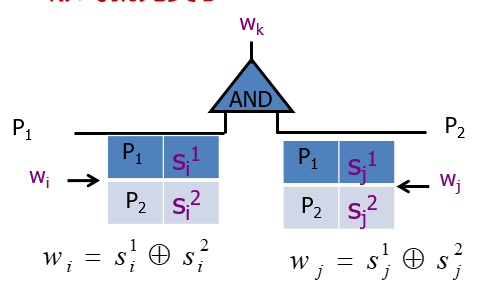 w_k
AND
P_1 P_2
P_1 s_i^1 P_1 s_j^1
w_i w_j
P_2 s_i^2 P_2 s_j^2
w_i = s_i^1 ⊕ s_i^2 w_j = s_j^1 ⊕ s_j^2